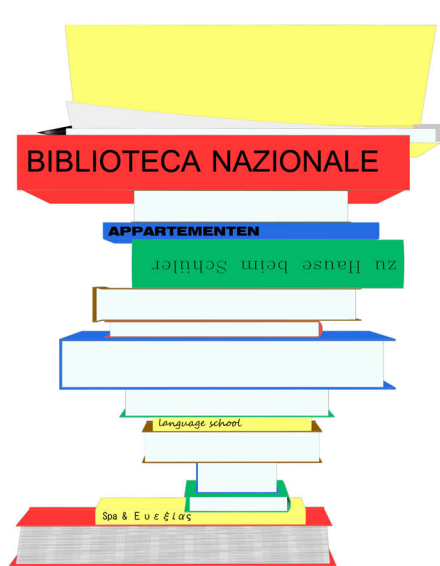 BIBLIOTECA NAZIONALE
APPARTEMENTEN
zu Hause beim Schüler
language school
Spa & Ευεξίας